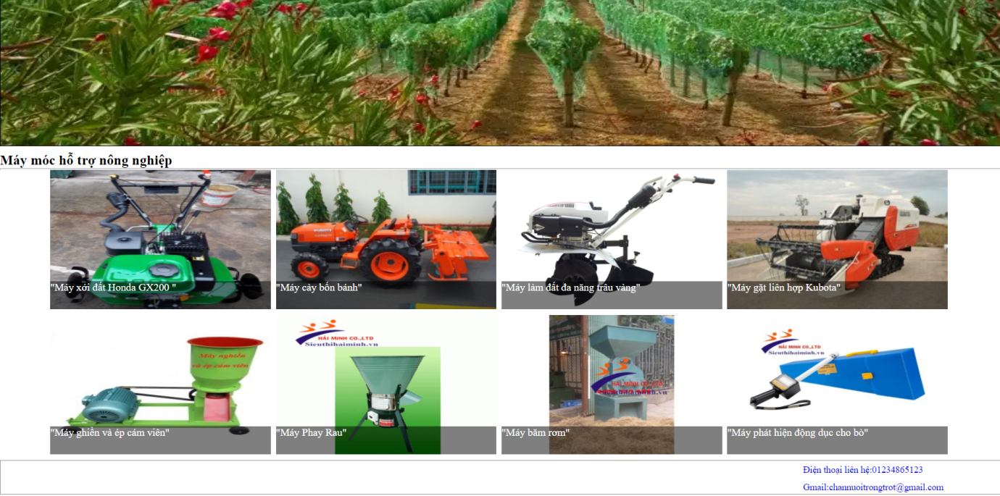 Máy móc hỗ trợ nông nghiệp
"Máy xới đất Honda GX200 "
"Máy cày bốn bánh"
"Máy làm đất đa năng trâu vàng"
"Máy gặt liên hợp Kubota"
Máy nghiền
và ép cám viên
"Máy ghiền và ép cám viên"
HẢI MINH CO.,LTD
Sieuthihaiminh.vn
"Máy Phay Rau"
HẢI MINH CO.,LTD
Sieuthihaiminh.vn
"Máy băm rơm"
HẢI MINH CO.,LTD
Sieuthihaiminh.vn
"Máy phát hiện động dục cho bò"
Điện thoại liên hệ:01234865123
Gmail:channuoitrongtrot@gmail.com